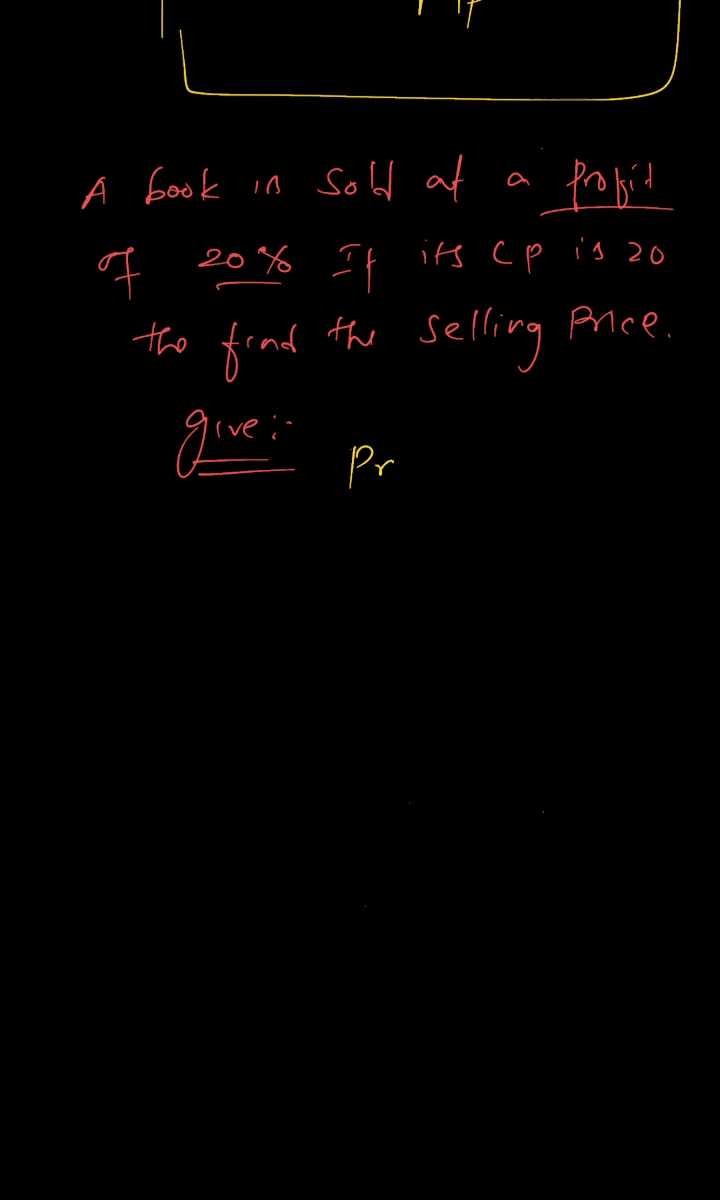 A book is sold at a profit
of 20% If its CP is 20
the find the selling Price.
give:-
Pr